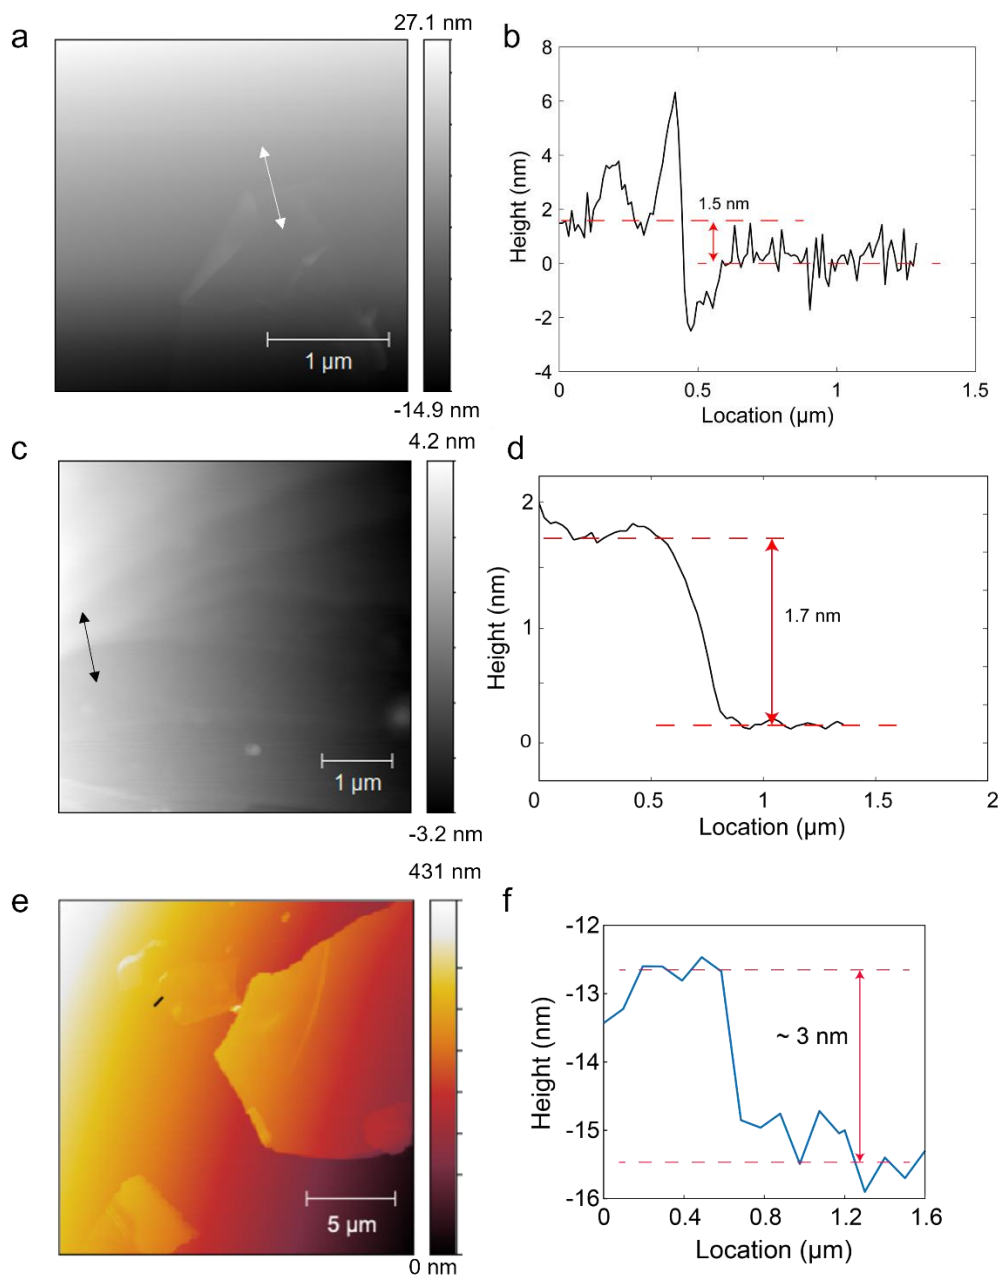 a
27.1 nm
1 µm
-14.9 nm
b
8
6
4
2
0
-2
-4
Height (nm)
1.5 nm
0
0.5
1
1.5
Location (µm)
c
4.2 nm
1 µm
-3.2 nm
d
2
1
0
Height (nm)
1.7 nm
0
0.5
1
1.5
2
Location (µm)
e
431 nm
5 µm
0 nm
f
-12
-13
-14
-15
-16
Height (nm)
~ 3 nm
0
0.4
0.8
1.2
1.6
Location (µm)